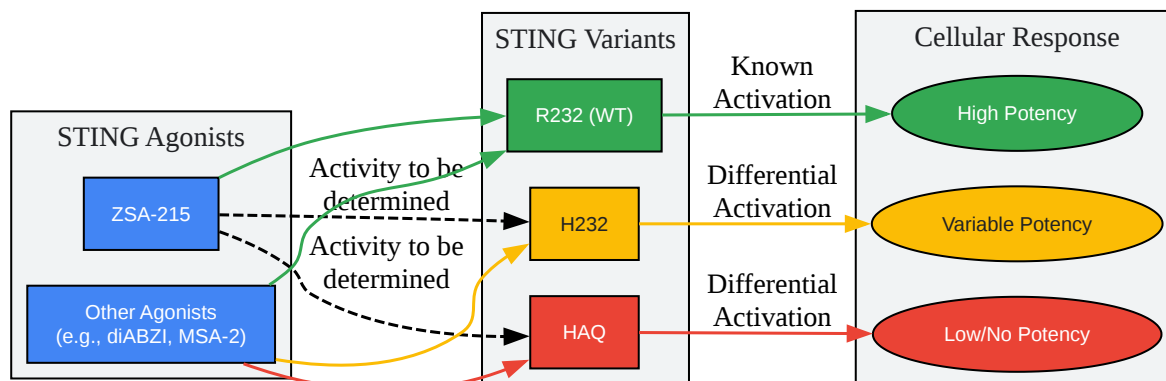 STING Agonists
ZSA-215
Other Agonists
(e.g., diABZI, MSA-2)
Activity to be
determined
Activity to be
determined
STING Variants
R232 (WT)
H232
HAQ
Known
Activation
Differential
Activation
Differential
Activation
Cellular Response
High Potency
Variable Potency
Low/No Potency